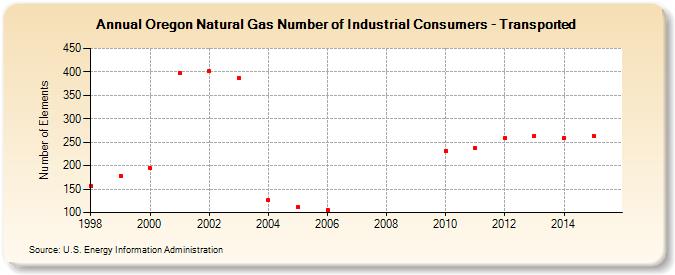 Annual Oregon Natural Gas Number of Industrial Consumers - Transported
Number of Elements
450
400
350
300
250
200
150
100
1998 2000 2002 2004 2006 2008 2010 2012 2014
Source: U.S. Energy Information Administration